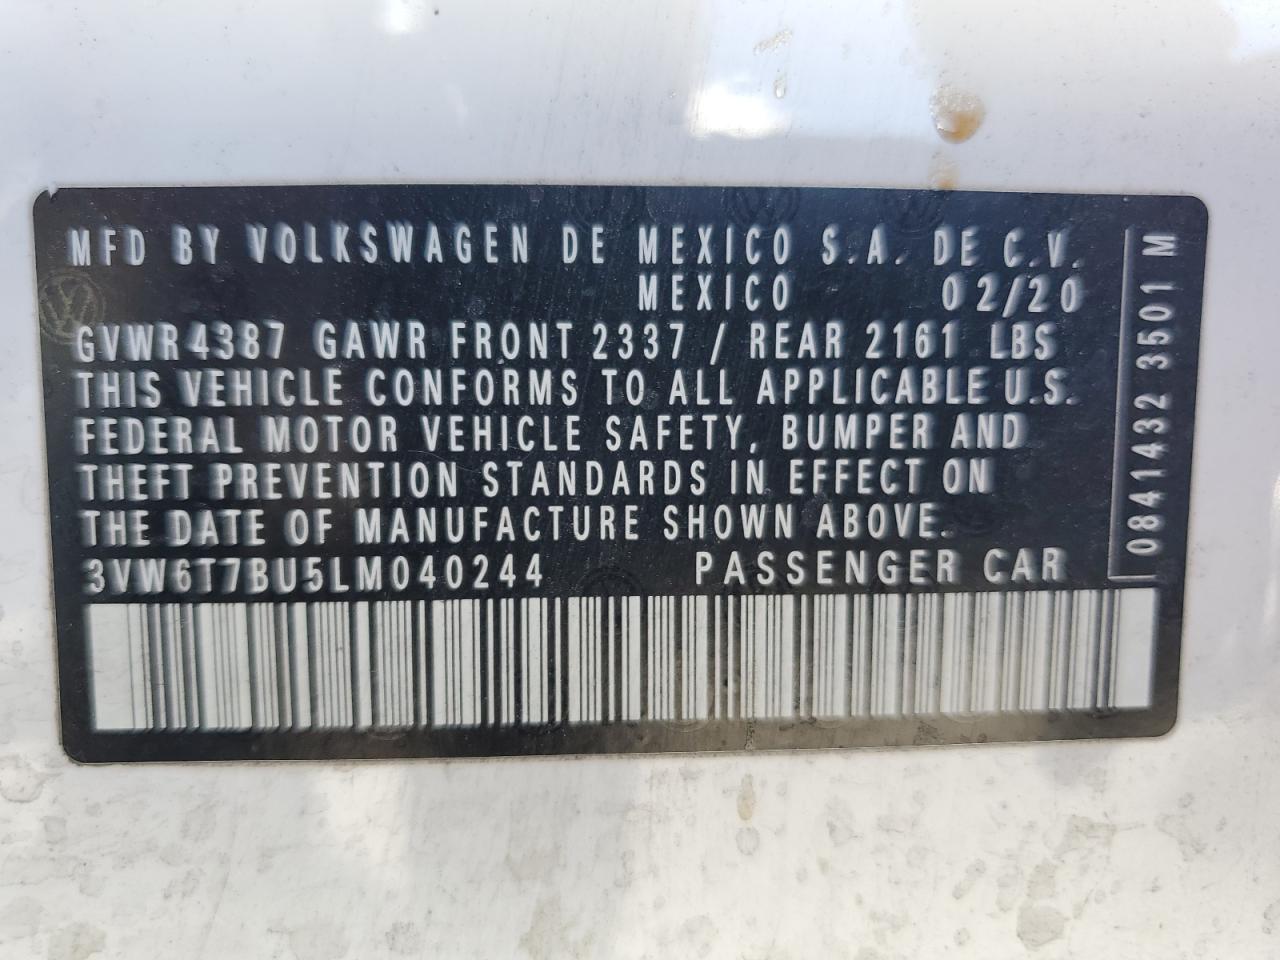 MFD BY VOLKSWAGEN DE MEXICO S.A. DE C.V.
MEXICO 02/20
GVWR 4387 GAWR FRONT 2337 / REAR 2161 LBS
THIS VEHICLE CONFORMS TO ALL APPLICABLE U.S.
FEDERAL MOTOR VEHICLE SAFETY, BUMPER AND
THEFT PREVENTION STANDARDS IN EFFECT ON
THE DATE OF MANUFACTURE SHOWN ABOVE.
3VW6T7BU5LM040244 PASSENGER CAR
0841432 3501 M